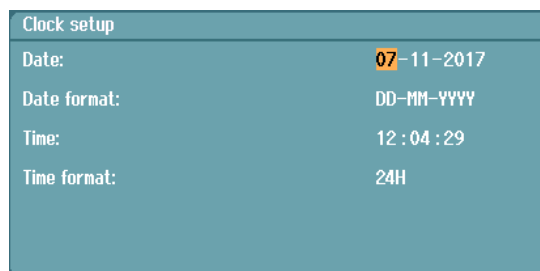 Clock setup
Date: 07-11-2017
Date format: DD-MM-YYYY
Time: 12:04:29
Time format: 24H